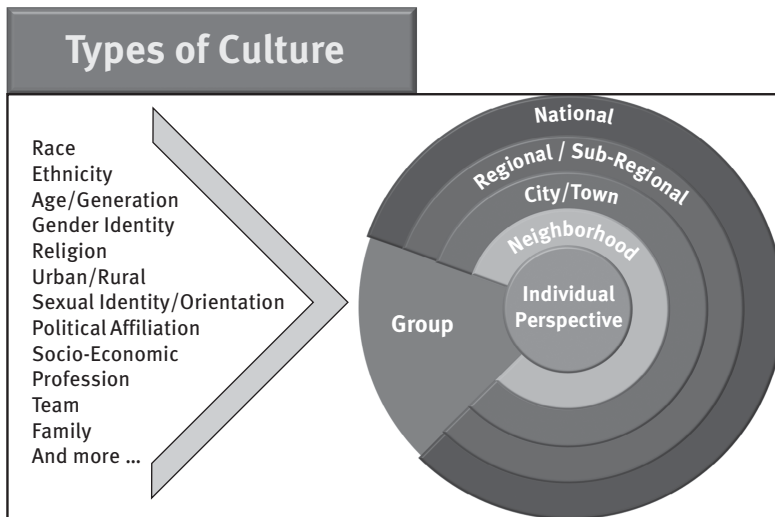 Types of Culture
Race
Ethnicity
Age/Generation
Gender Identity
Religion
Urban/Rural
Sexual Identity/Orientation
Political Affiliation
Socio-Economic
Profession
Team
Family
And more ...
National
Regional / Sub-Regional
City/Town
Neighborhood
Individual
Perspective
Group